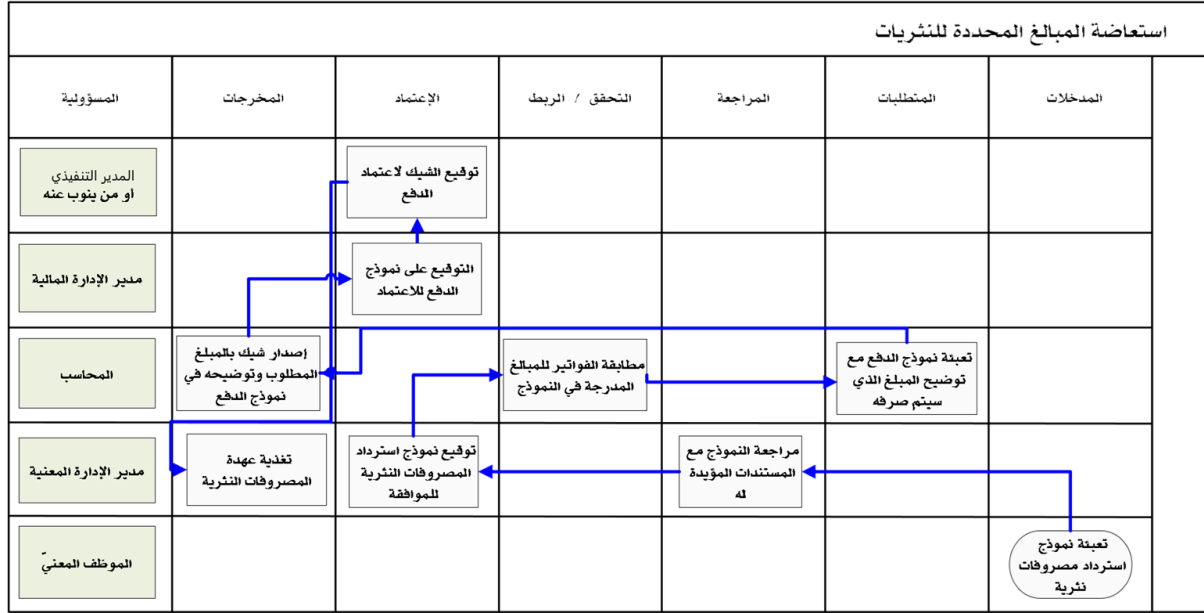 استعاضة المبالغ المحددة للنثريات
المدخلات
المتطلبات
المراجعة
التحقق / الربط
الإعتماد
المخرجات
المسؤولية
توقيع الشيك لاعتماد
الدفع
المدير التنفيذي
او من ينوب عنه
التوقيع على نموذج
الدفع للاعتماد
مدير الإدارة المالية
تعبئة نموذج الدفع مع
توضيح المبلغ الذي
سيتم صرفه
مطابقة الفواتير للمبالغ
المدرجة في النموذج
إصدار شيك بالمبلغ
المطلوب وتوضيحه في
نموذج الدفع
المحاسب
مراجعة النموذج مع
المستندات المؤيدة
له
توقيع نموذج استرداد
المصروفات النثرية
للموافقة
تغذية عهدة
المصروفات النثرية
مدير الإدارة المعنية
تعبئة نموذج
استرداد مصروفات
نثرية
الموظف المعنيّ